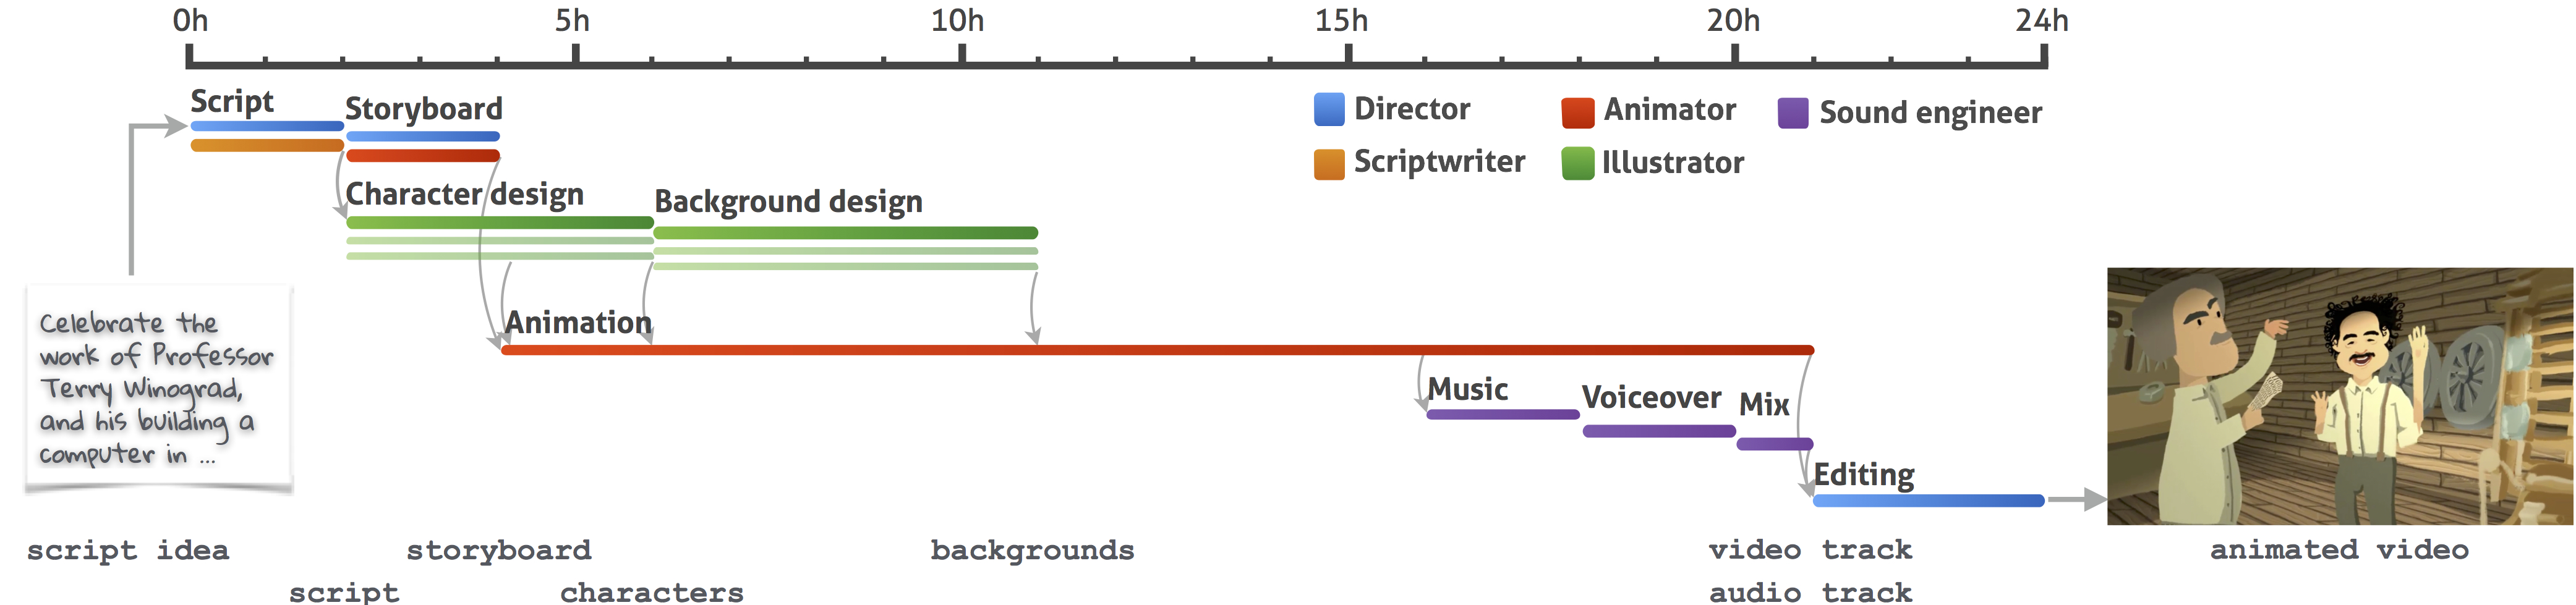 0h 5h 10h 15h 20h 24h
Script
Storyboard
Director
Animator
Sound engineer
Scriptwriter
Illustrator
Character design
Background design
Animation
Music
Voiceover
Mix
Editing
Celebrate the
work of Professor
Terry Winograd,
and his building a
computer in ...
script idea
script
storyboard
characters
backgrounds
video track
audio track
animated video